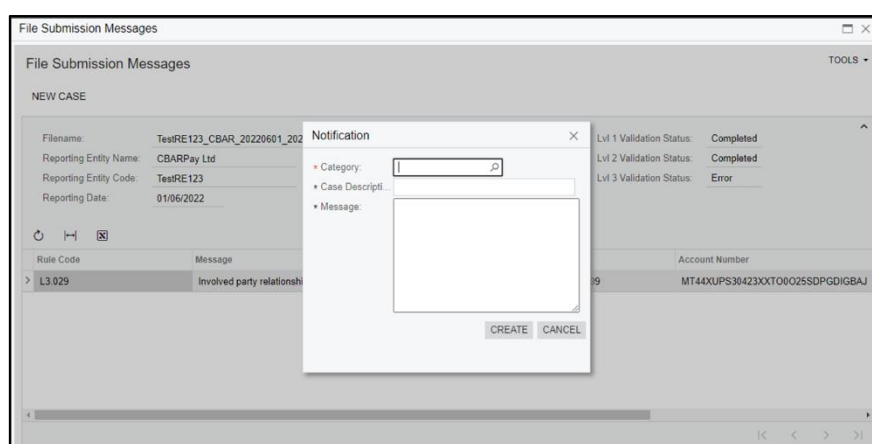 File Submission Messages
File Submission Messages
TOOLS
NEW CASE
Filename: TestRE123_CBAR_20220601_202
Reporting Entity Name: CBARPay Ltd
Reporting Entity Code: TestRE123
Reporting Date: 01/06/2022
Notification
* Category:
* Case Descripti...
* Message:
CREATE CANCEL
Lvl 1 Validation Status: Completed
Lvl 2 Validation Status: Completed
Lvl 3 Validation Status: Error
Rule Code Message Account Number
L3.029 Involved party relationshi 39 MT44XUPS30423XXTO0O25SDPGDIGBAJ